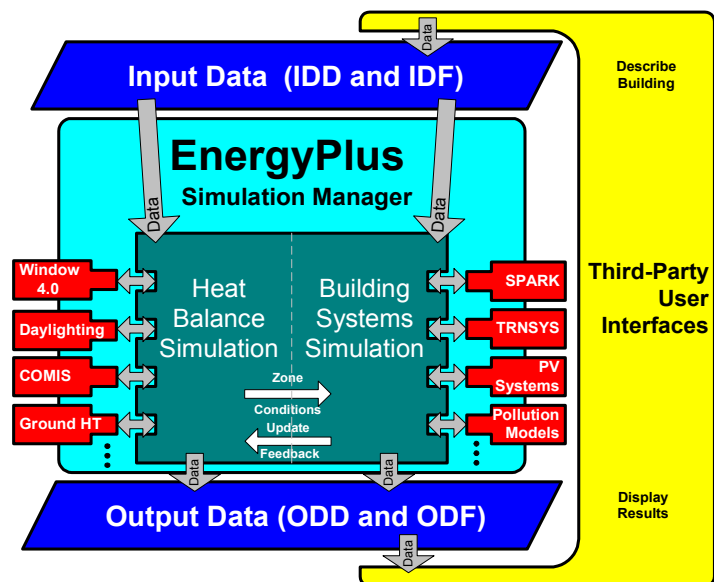 Data
Input Data (IDD and IDF)
Describe
Building
EnergyPlus
Simulation Manager
Data
Data
Window
4.0
Daylighting
COMIS
Ground HT
Heat
Balance
Simulation
Building
Systems
Simulation
Zone
Conditions
Update
Feedback
SPARK
TRNSYS
PV
Systems
Pollution
Models
Third-Party
User
Interfaces
Data
Data
Output Data (ODD and ODF)
Display
Results
Data